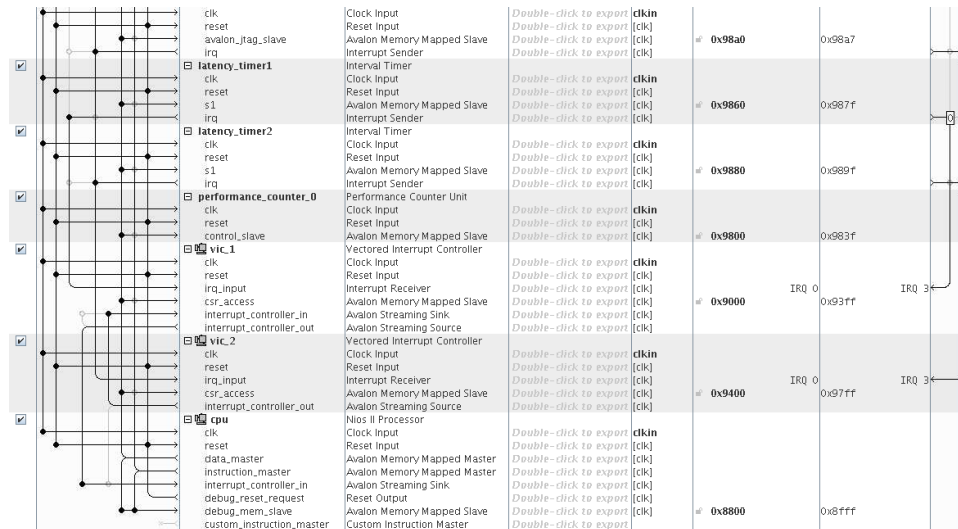 clk Clock Input Double-click to export clkin
reset Reset Input Double-click to export [clk]
avalon_jtag_slave Avalon Memory Mapped Slave Double-click to export [clk] 0x98a0 0x98a7
irq Interrupt Sender Double-click to export [clk]
latency_timer1 Interval Timer
clk Clock Input Double-click to export clkin
reset Reset Input Double-click to export [clk]
s1 Avalon Memory Mapped Slave Double-click to export [clk] 0x9860 0x987f
irq Interrupt Sender Double-click to export [clk] 0
latency_timer2 Interval Timer
clk Clock Input Double-click to export clkin
reset Reset Input Double-click to export [clk]
s1 Avalon Memory Mapped Slave Double-click to export [clk] 0x9880 0x989f
irq Interrupt Sender Double-click to export [clk]
performance_counter_0 Performance Counter Unit
clk Clock Input Double-click to export clkin
reset Reset Input Double-click to export [clk]
control_slave Avalon Memory Mapped Slave Double-click to export [clk] 0x9800 0x983f
vic_1 Vectored Interrupt Controller
clk Clock Input Double-click to export clkin
reset Reset Input Double-click to export [clk]
irq_input Interrupt Receiver Double-click to export [clk] IRQ 0 IRQ 3
csr_access Avalon Memory Mapped Slave Double-click to export [clk] 0x9000 0x93ff
interrupt_controller_in Avalon Streaming Sink Double-click to export [clk]
interrupt_controller_out Avalon Streaming Source Double-click to export [clk]
vic_2 Vectored Interrupt Controller
clk Clock Input Double-click to export clkin
reset Reset Input Double-click to export [clk]
irq_input Interrupt Receiver Double-click to export [clk] IRQ 0 IRQ 3
csr_access Avalon Memory Mapped Slave Double-click to export [clk] 0x9400 0x97ff
interrupt_controller_out Avalon Streaming Source Double-click to export [clk]
cpu Nios II Processor
clk Clock Input Double-click to export clkin
reset Reset Input Double-click to export [clk]
data_master Avalon Memory Mapped Master Double-click to export [clk]
instruction_master Avalon Memory Mapped Master Double-click to export [clk]
interrupt_controller_in Avalon Streaming Sink Double-click to export [clk]
debug_reset_request Reset Output Double-click to export [clk]
debug_mem_slave Avalon Memory Mapped Slave Double-click to export [clk] 0x8800 0x8fff
custom_instruction_master Custom Instruction Master Double-click to export